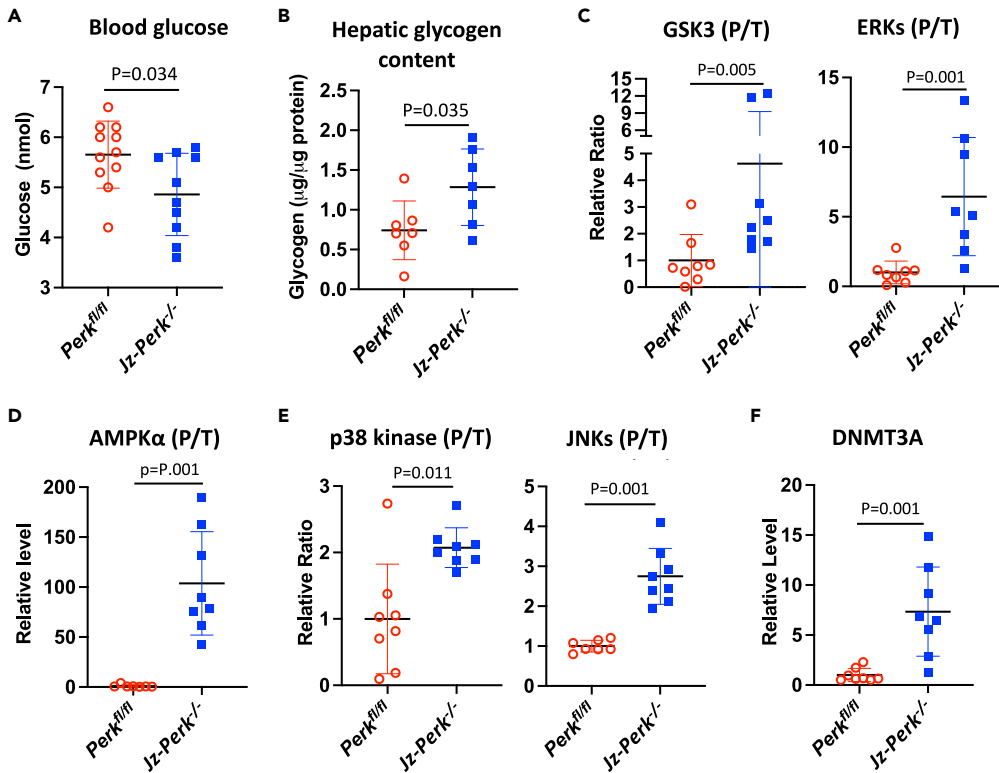 A
Blood glucose
P=0.034
Glucose (nmol)
7
6
5
4
3
Perkfl/fl
Jz-Perk-/-
B
Hepatic glycogen
content
P=0.035
Glycogen (µg/µg protein)
2.5
2.0
1.5
1.0
0.5
0.0
Perkfl/fl
Jz-Perk-/-
C
GSK3 (P/T)
P=0.005
Relative Ratio
15
12
9
6
5
4
3
2
1
0
Perkfl/fl
Jz-Perk-/-
ERKs (P/T)
P=0.001
15
10
5
0
Perkfl/fl
Jz-Perk-/-
D
AMPKα (P/T)
p=P.001
Relative level
200
150
100
50
0
Perkfl/fl
Jz-Perk-/-
E
p38 kinase (P/T)
P=0.011
Relative Ratio
3
2
1
0
Perkfl/fl
Jz-Perk-/-
JNKs (P/T)
P=0.001
5
4
3
2
1
0
Perkfl/fl
Jz-Perk-/-
F
DNMT3A
P=0.001
Relative Level
20
15
10
5
0
Perkfl/fl
Jz-Perk-/-